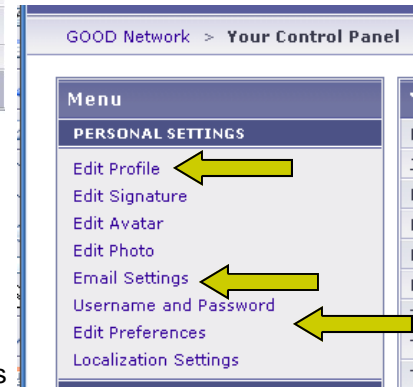 GOOD Network > Your Control Panel
Menu
PERSONAL SETTINGS
Edit Profile
Edit Signature
Edit Avatar
Edit Photo
Email Settings
Username and Password
Edit Preferences
Localization Settings
s